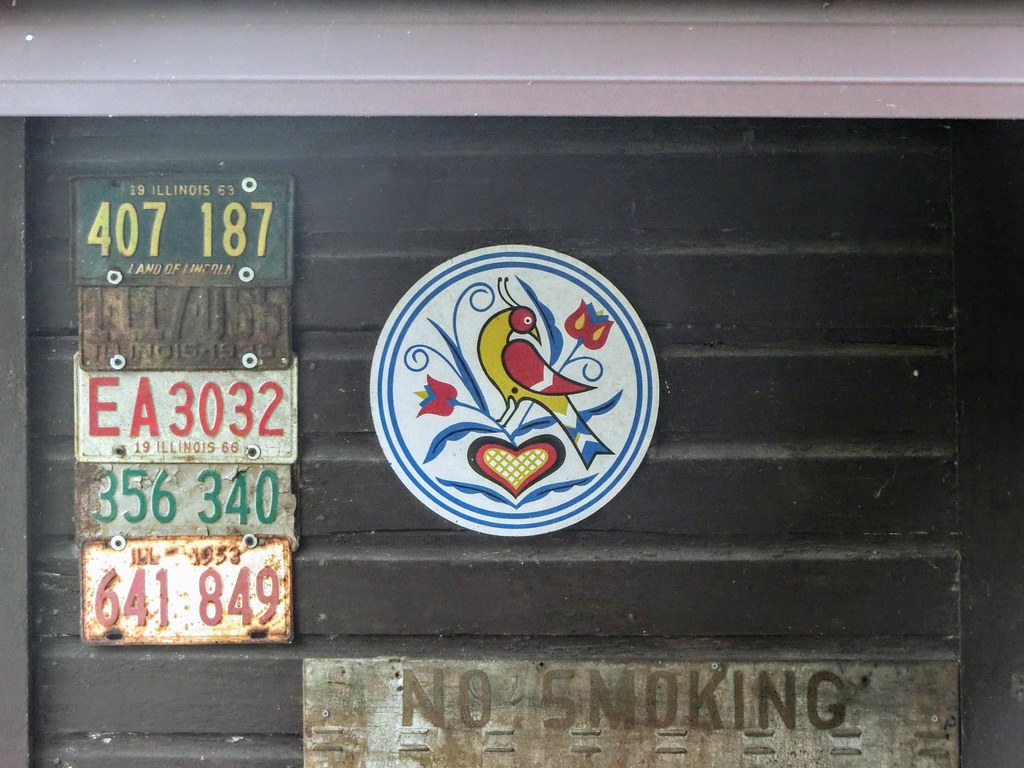 19 ILLINOIS 63
407 187
LAND OF LINCOLN
EA 3032
19 ILLINOIS 66
356 340
ILL - 1953
641 849
NO SMOKING